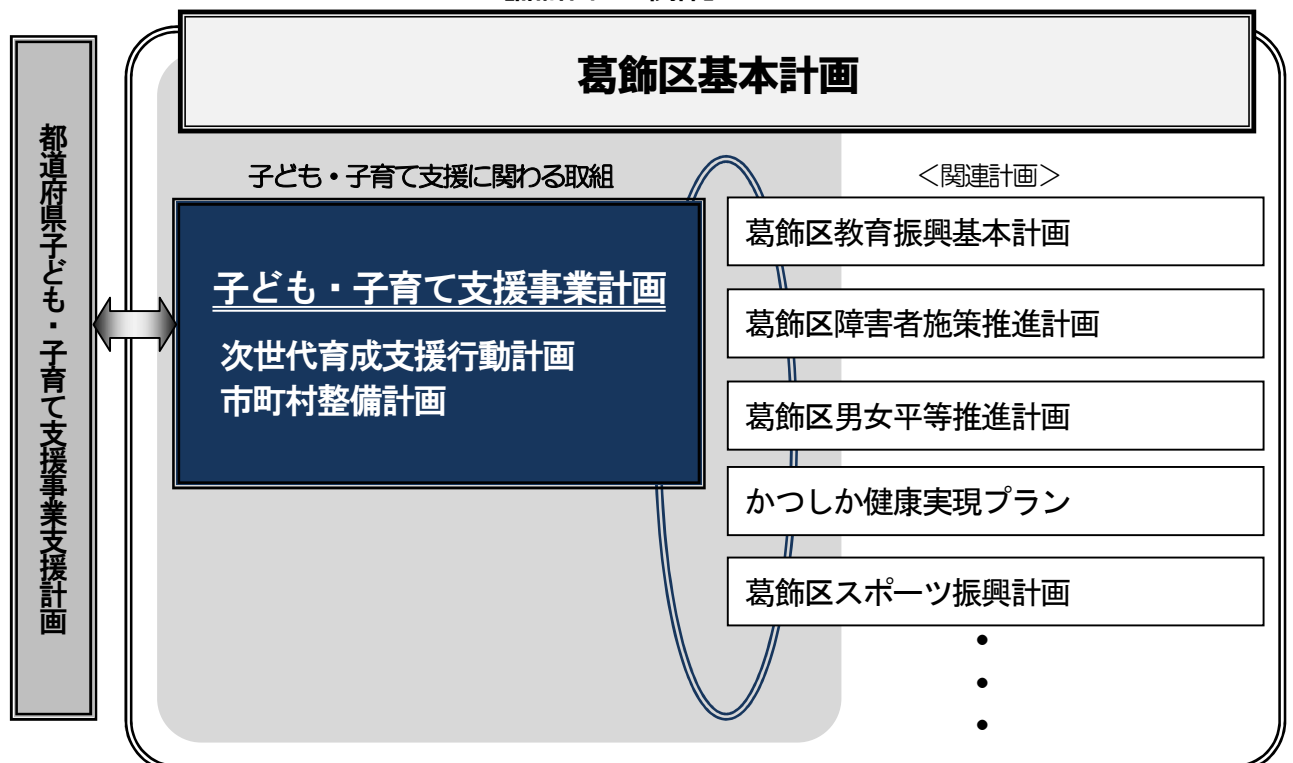 葛飾区基本計画
都道府県子ども・子育て支援事業支援計画
子ども・子育て支援に関わる取組
子ども・子育て支援事業計画
次世代育成支援行動計画
市町村整備計画
＜関連計画＞
葛飾区教育振興基本計画
葛飾区障害者施策推進計画
葛飾区男女平等推進計画
かつしか健康実現プラン
葛飾区スポーツ振興計画
・
・
・